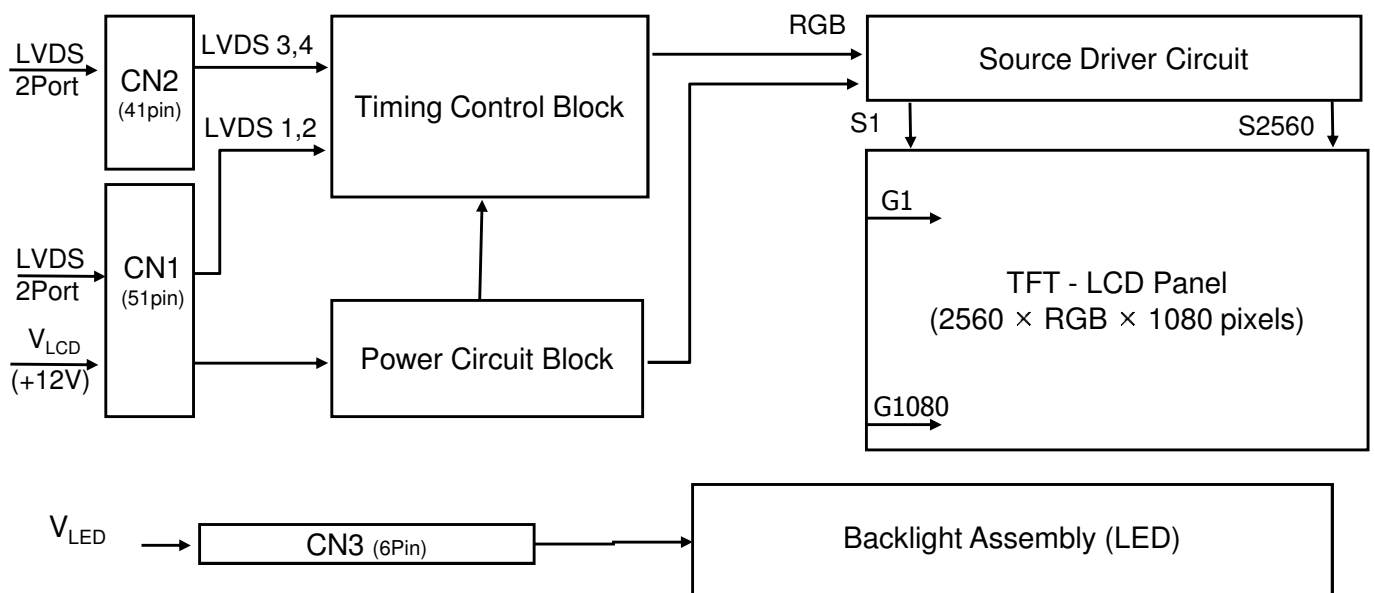 LVDS
2Port
CN2
(41pin)
LVDS 3,4
LVDS 1,2
Timing Control Block
RGB
Source Driver Circuit
S1
S2560
LVDS
2Port
CN1
(51pin)
V_LCD
(+12V)
Power Circuit Block
G1
TFT - LCD Panel
(2560 × RGB × 1080 pixels)
G1080
V_LED
CN3 (6Pin)
Backlight Assembly (LED)